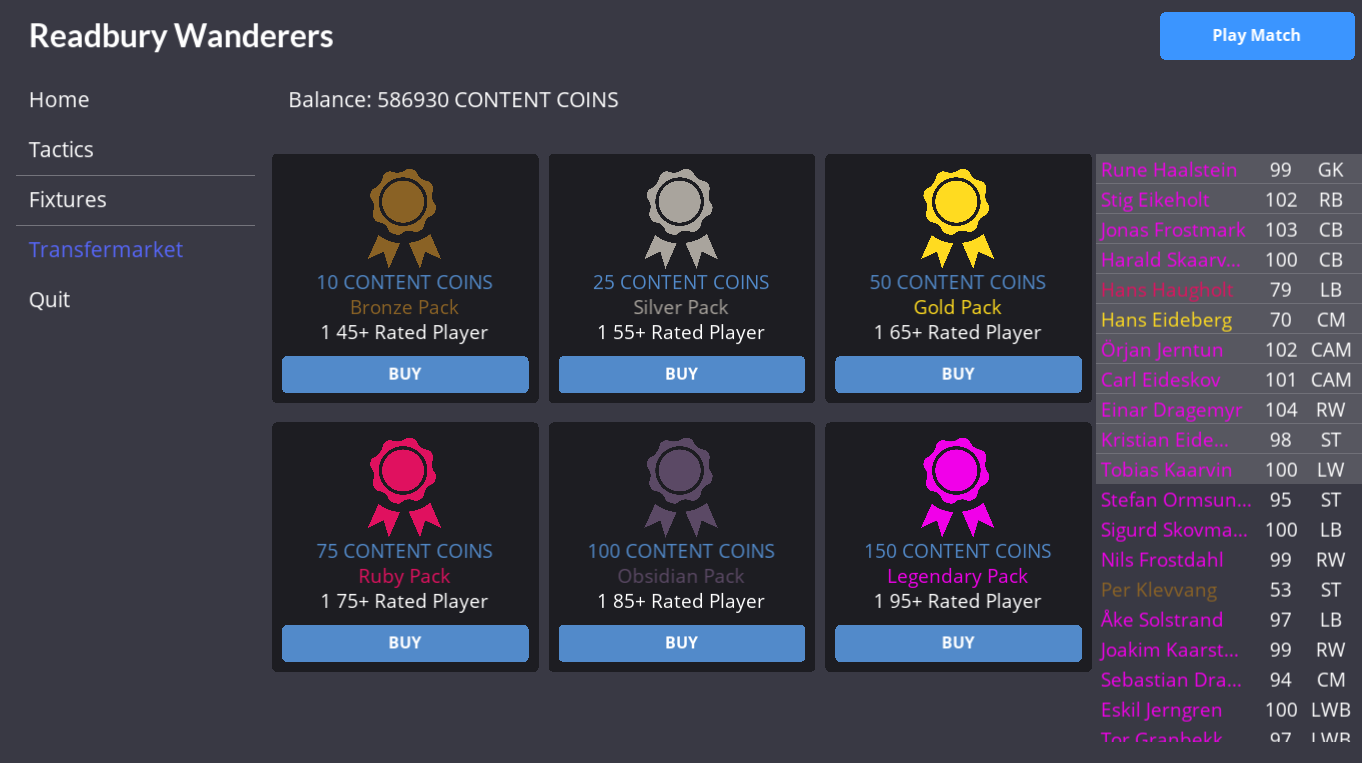 Readbury Wanderers
Play Match
Home
Tactics
Fixtures
Transfermarket
Quit
Balance: 586930 CONTENT COINS
10 CONTENT COINS
Bronze Pack
1 45+ Rated Player
BUY
25 CONTENT COINS
Silver Pack
1 55+ Rated Player
BUY
50 CONTENT COINS
Gold Pack
1 65+ Rated Player
BUY
75 CONTENT COINS
Ruby Pack
1 75+ Rated Player
BUY
100 CONTENT COINS
Obsidian Pack
1 85+ Rated Player
BUY
150 CONTENT COINS
Legendary Pack
1 95+ Rated Player
BUY
Rune Haalstein 99 GK
Stig Eikeholt 102 RB
Jonas Frostmark 103 CB
Harald Skaarv... 100 CB
Hans Haugholt 79 LB
Hans Eideberg 70 CM
Örjan Jerntun 102 CAM
Carl Eideskov 101 CAM
Einar Dragemyr 104 RW
Kristian Eide... 98 ST
Tobias Kaarvin 100 LW
Stefan Ormsun... 95 ST
Sigurd Skovma... 100 LB
Nils Frostdahl 99 RW
Per Klevvang 53 ST
Åke Solstrand 97 LB
Joakim Kaarst... 99 RW
Sebastian Dra... 94 CM
Eskil Jerngren 100 LWB
Tor Granbekk 97 LWB